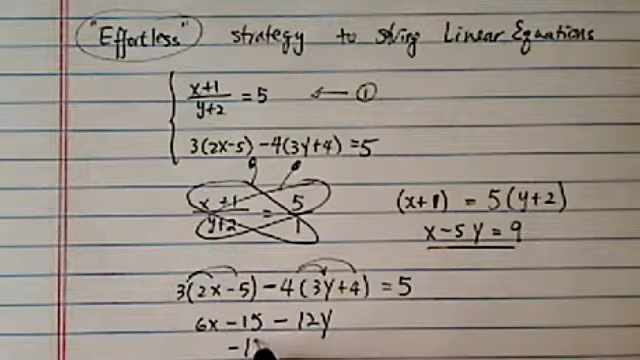 "Effortless" strategy to solving Linear Equations
x+1/y+2 = 5 ← ①
3(2x-5) -4(3y+4) = 5
x+1/y+2 = 5/1
(x+1) = 5(y+2)
x-5y = 9
3(2x-5) -4(3y+4) = 5
6x -15 - 12y